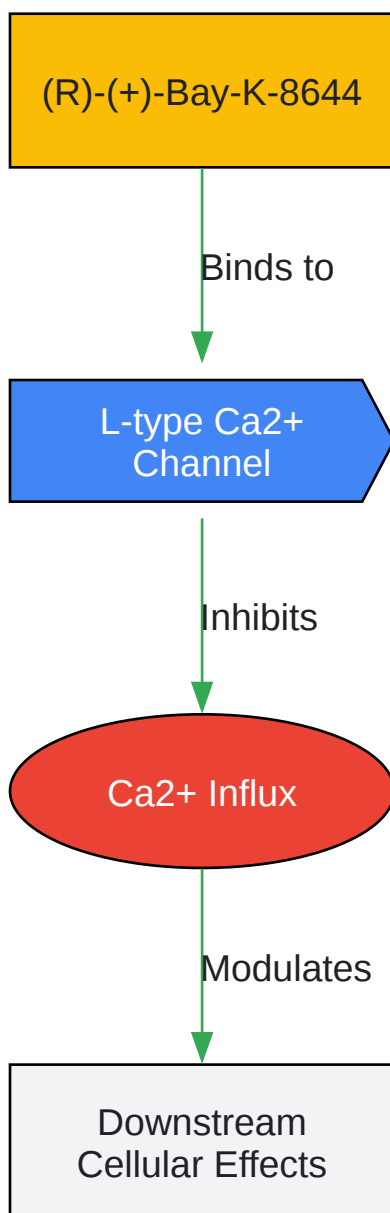 (R)-(+)-Bay-K-8644
Binds to
L-type Ca2+
Channel
Inhibits
Ca2+ Influx
Modulates
Downstream
Cellular Effects